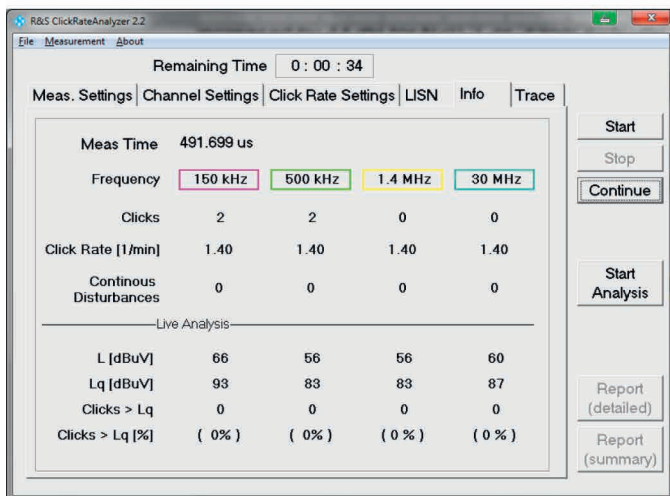 R&S ClickRateAnalyzer 2.2
File Measurement About
Remaining Time 0 : 00 : 34
Meas. Settings Channel Settings Click Rate Settings LISN Info Trace
Meas Time 491.699 us
Frequency 150 kHz 500 kHz 1.4 MHz 30 MHz
Clicks 2 2 0 0
Click Rate [1/min] 1.40 1.40 1.40 1.40
Continous
Disturbances 0 0 0 0
Live Analysis
L [dBuV] 66 56 56 60
Lq [dBuV] 93 83 83 87
Clicks > Lq 0 0 0 0
Clicks > Lq [%] ( 0% ) ( 0% ) ( 0 % ) ( 0 % )
Start
Stop
Continue
Start
Analysis
Report
(detailed)
Report
(summary)